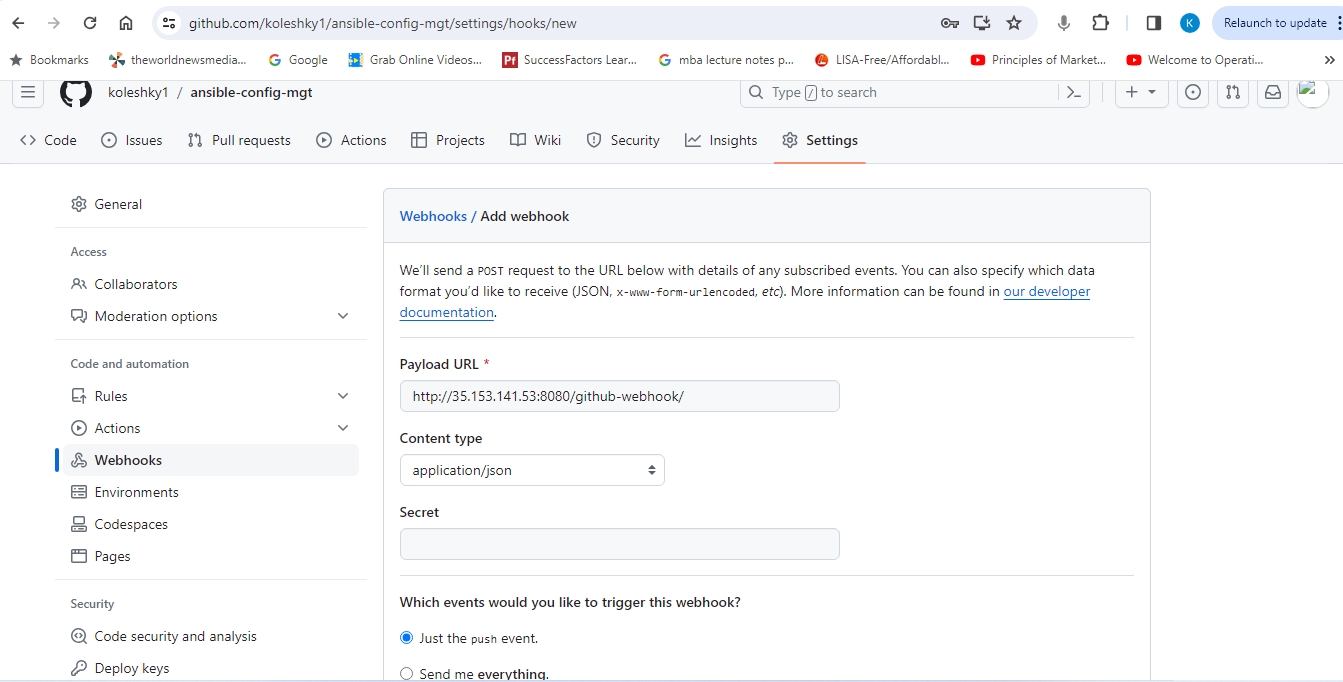 github.com/koleshky1/ansible-config-mgt/settings/hooks/new
K
Relaunch to update
Bookmarks
theworldnewsmedia...
Google
Grab Online Videos...
Pf
SuccessFactors Lear...
mba lecture notes p...
LISA-Free/Affordabl...
Principles of Market...
Welcome to Operati...
koleshky1 / ansible-config-mgt
Type / to search
Code
Issues
Pull requests
Actions
Projects
Wiki
Security
Insights
Settings
General
Access
Collaborators
Moderation options
Code and automation
Rules
Actions
Webhooks
Environments
Codespaces
Pages
Security
Code security and analysis
Deploy keys
Webhooks / Add webhook
We'll send a POST request to the URL below with details of any subscribed events. You can also specify which data
format you'd like to receive (JSON, x-www-form-urlencoded, etc). More information can be found in our developer
documentation.
Payload URL *
http://35.153.141.53:8080/github-webhook/
Content type
application/json
Secret
Which events would you like to trigger this webhook?
Just the push event.
Send me everything.